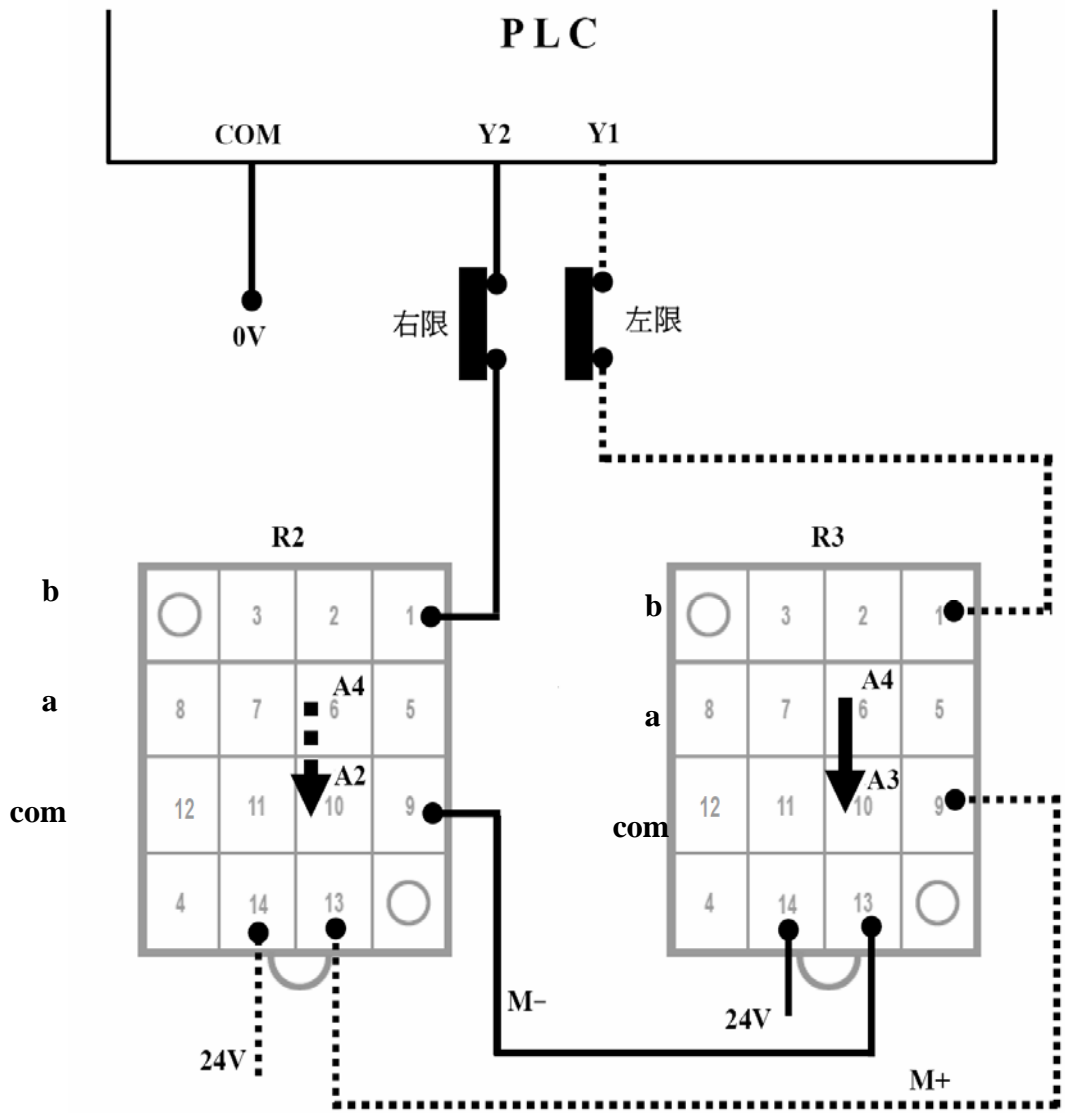 PLC
COM Y2 Y1
0V
右限 左限
R2 R3
b 3 2 1
b 3 2 1
a 8 7 A4 6 5
a 8 7 A4 6 5
com 12 11 A2 10 9
com 12 11 A3 10 9
4 14 13
4 14 13
M−
24V
24V
M+